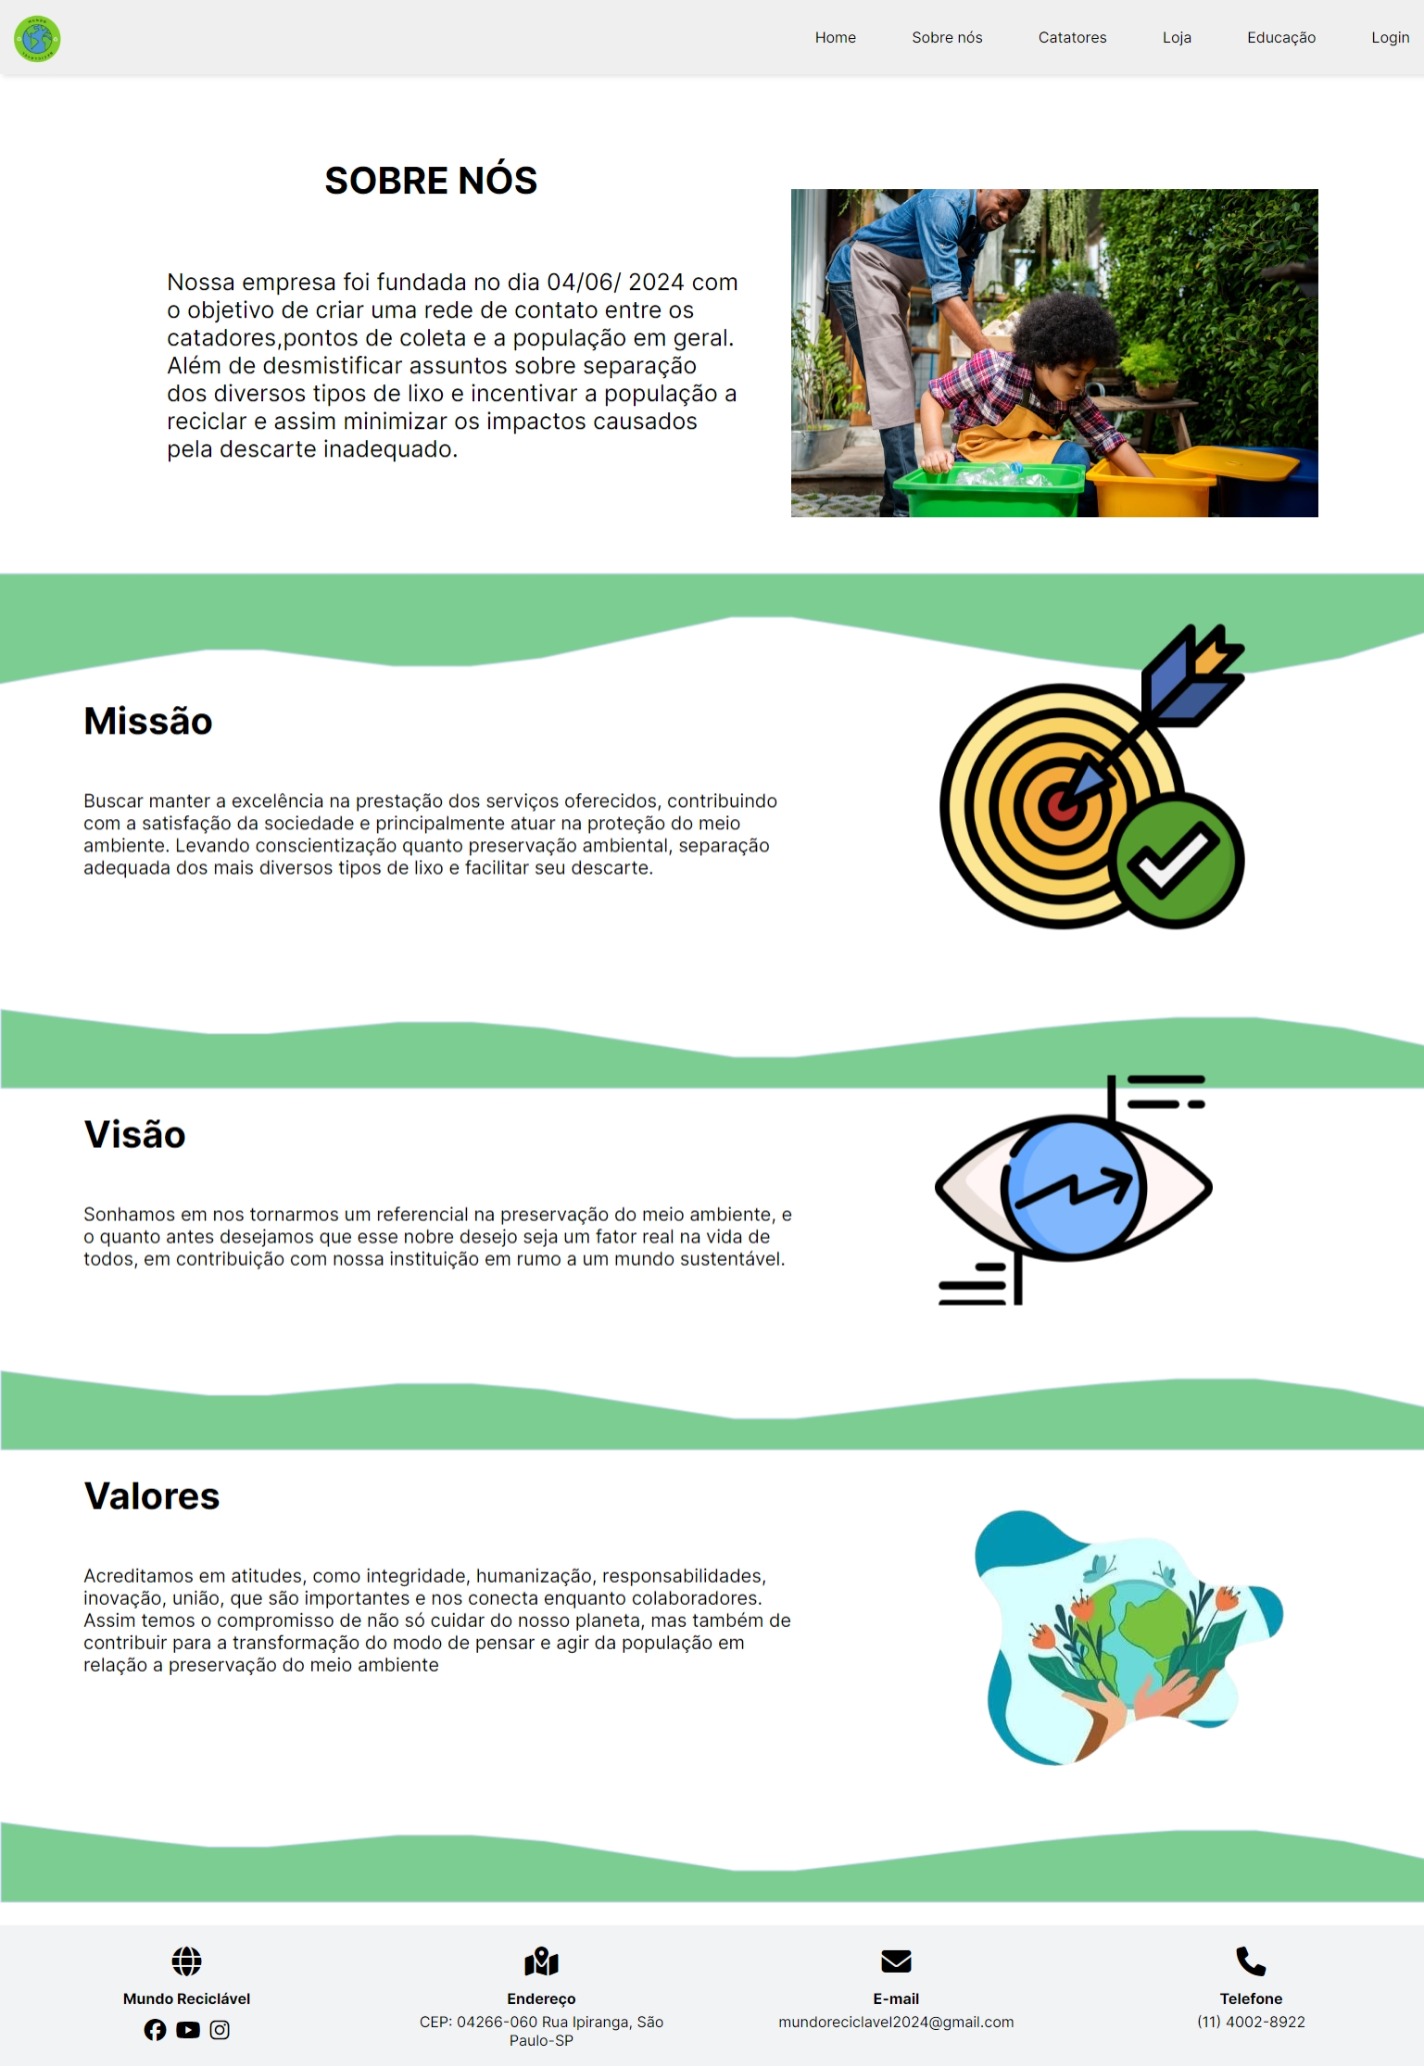 Home Sobre nós Catatores Loja Educação Login
SOBRE NÓS
Nossa empresa foi fundada no dia 04/06/ 2024 com
o objetivo de criar uma rede de contato entre os
catadores,pontos de coleta e a população em geral.
Além de desmistificar assuntos sobre separação
dos diversos tipos de lixo e incentivar a população a
reciclar e assim minimizar os impactos causados
pela descarte inadequado.
Missão
Buscar manter a excelência na prestação dos serviços oferecidos, contribuindo
com a satisfação da sociedade e principalmente atuar na proteção do meio
ambiente. Levando conscientização quanto preservação ambiental, separação
adequada dos mais diversos tipos de lixo e facilitar seu descarte.
Visão
Sonhamos em nos tornarmos um referencial na preservação do meio ambiente, e
o quanto antes desejamos que esse nobre desejo seja um fator real na vida de
todos, em contribuição com nossa instituição em rumo a um mundo sustentável.
Valores
Acreditamos em atitudes, como integridade, humanização, responsabilidades,
inovação, união, que são importantes e nos conecta enquanto colaboradores.
Assim temos o compromisso de não só cuidar do nosso planeta, mas também de
contribuir para a transformação do modo de pensar e agir da população em
relação a preservação do meio ambiente
Mundo Reciclável
Endereço
CEP: 04266-060 Rua Ipiranga, São
Paulo-SP
E-mail
mundoreciclavel2024@gmail.com
Telefone
(11) 4002-8922